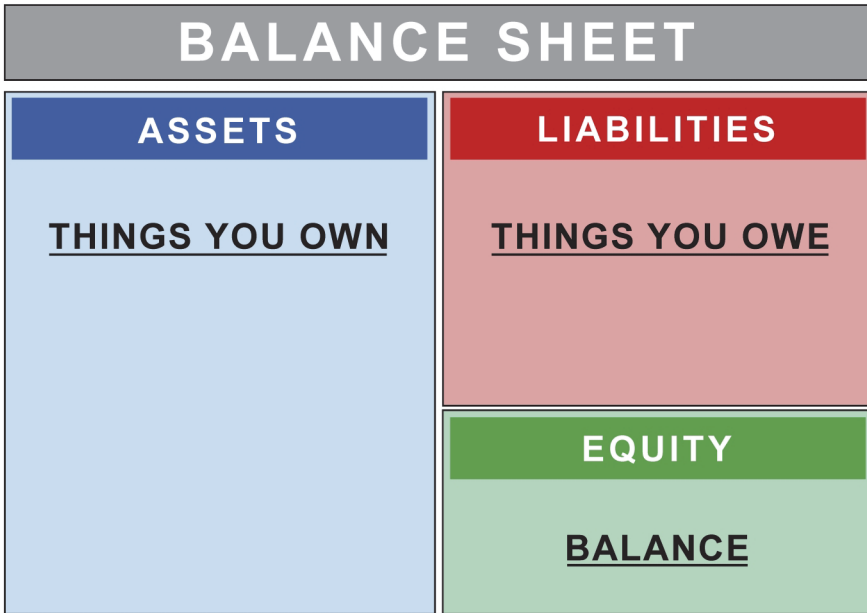 BALANCE SHEET
ASSETS
THINGS YOU OWN
LIABILITIES
THINGS YOU OWE
EQUITY
BALANCE